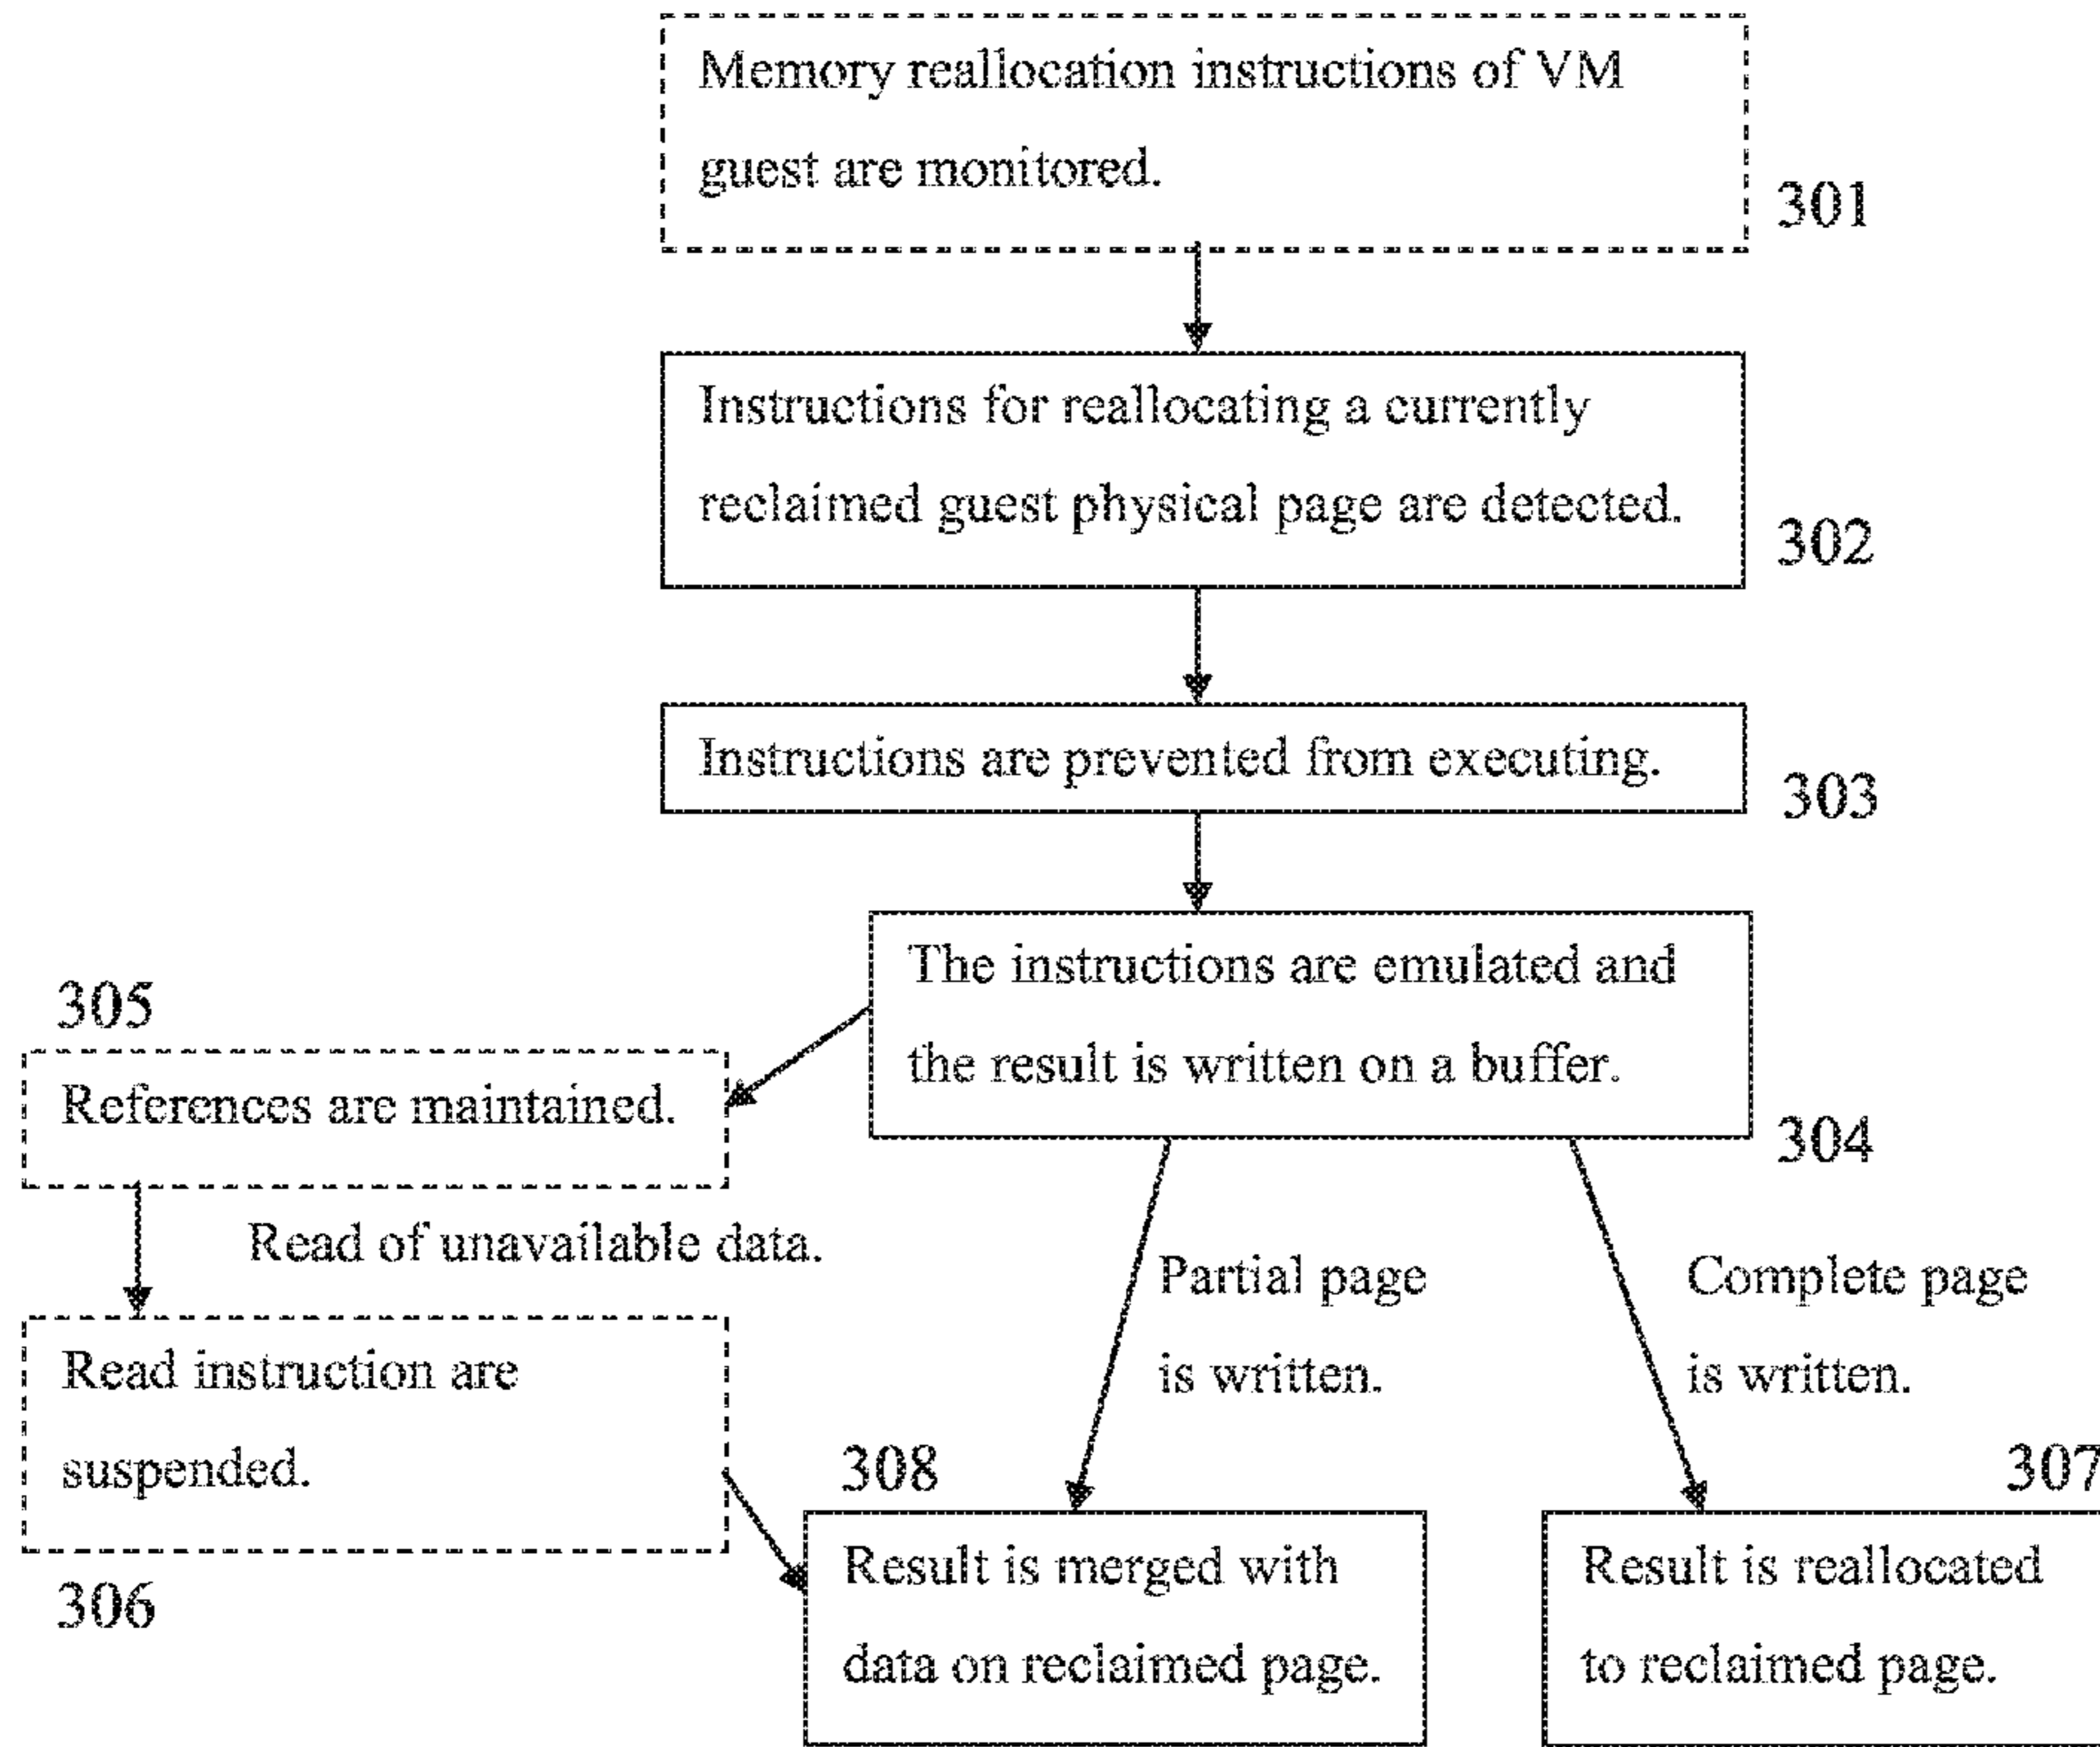 Memory reallocation instructions of VM
guest are monitored.
301
Instructions for reallocating a currently
reclaimed guest physical page are detected.
302
Instructions are prevented from executing.
303
The instructions are emulated and
the result is written on a buffer.
304
305
References are maintained.
Read of unavailable data.
Read instruction are
suspended.
306
Partial page
is written.
Complete page
is written.
308
Result is merged with
data on reclaimed page.
307
Result is reallocated
to reclaimed page.